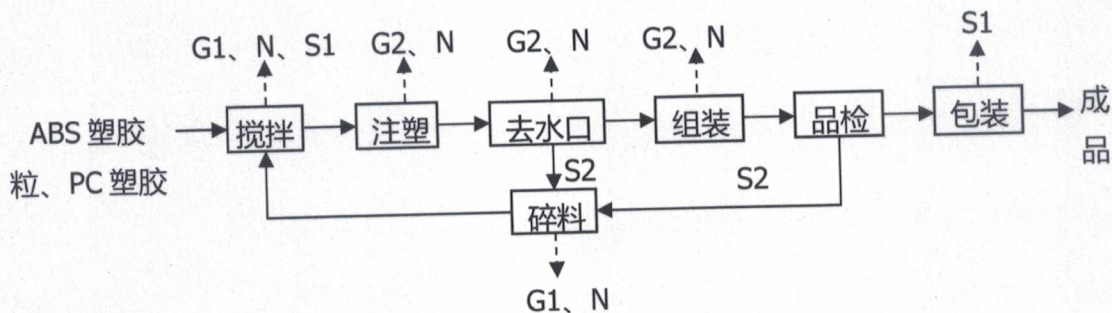 G1、N、S1
G2、N
G2、N
G2、N
S1
ABS 塑胶
粒、PC 塑胶
搅拌
注塑
去水口
组装
品检
包装
成
品
S2
S2
碎料
G1、N